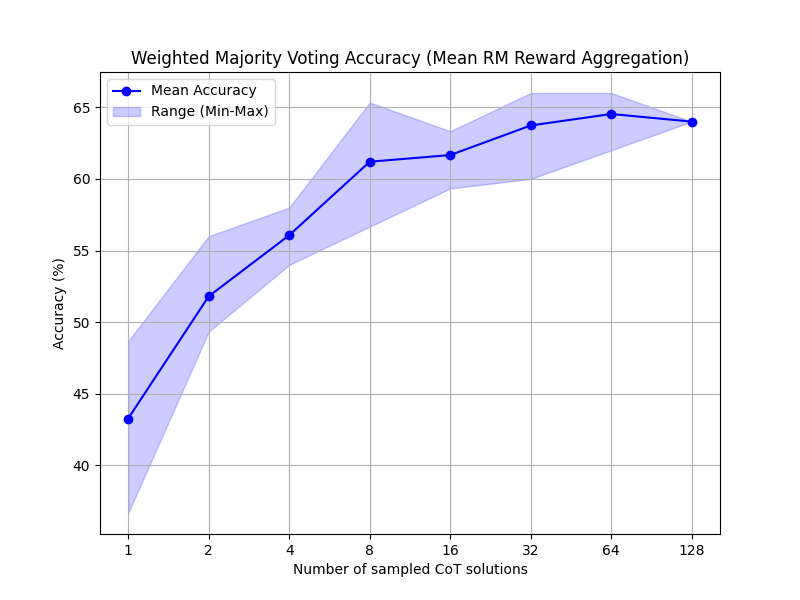 Weighted Majority Voting Accuracy (Mean RM Reward Aggregation)
Mean Accuracy
Range (Min-Max)
Accuracy (%)
65
60
55
50
45
40
1 2 4 8 16 32 64 128
Number of sampled CoT solutions